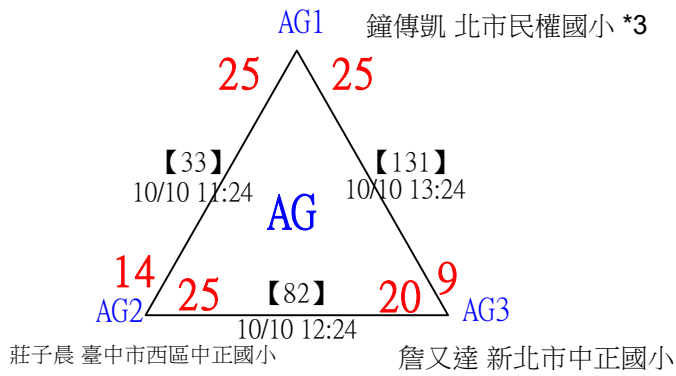 AG1 鐘傳凱 北市民權國小 *3
25 25
【33】 【131】
10/10 11:24 10/10 13:24
AG
14 25 【82】 20 9
AG2 AG3
10/10 12:24
莊子晨 臺中市西區中正國小 詹又達 新北市中正國小